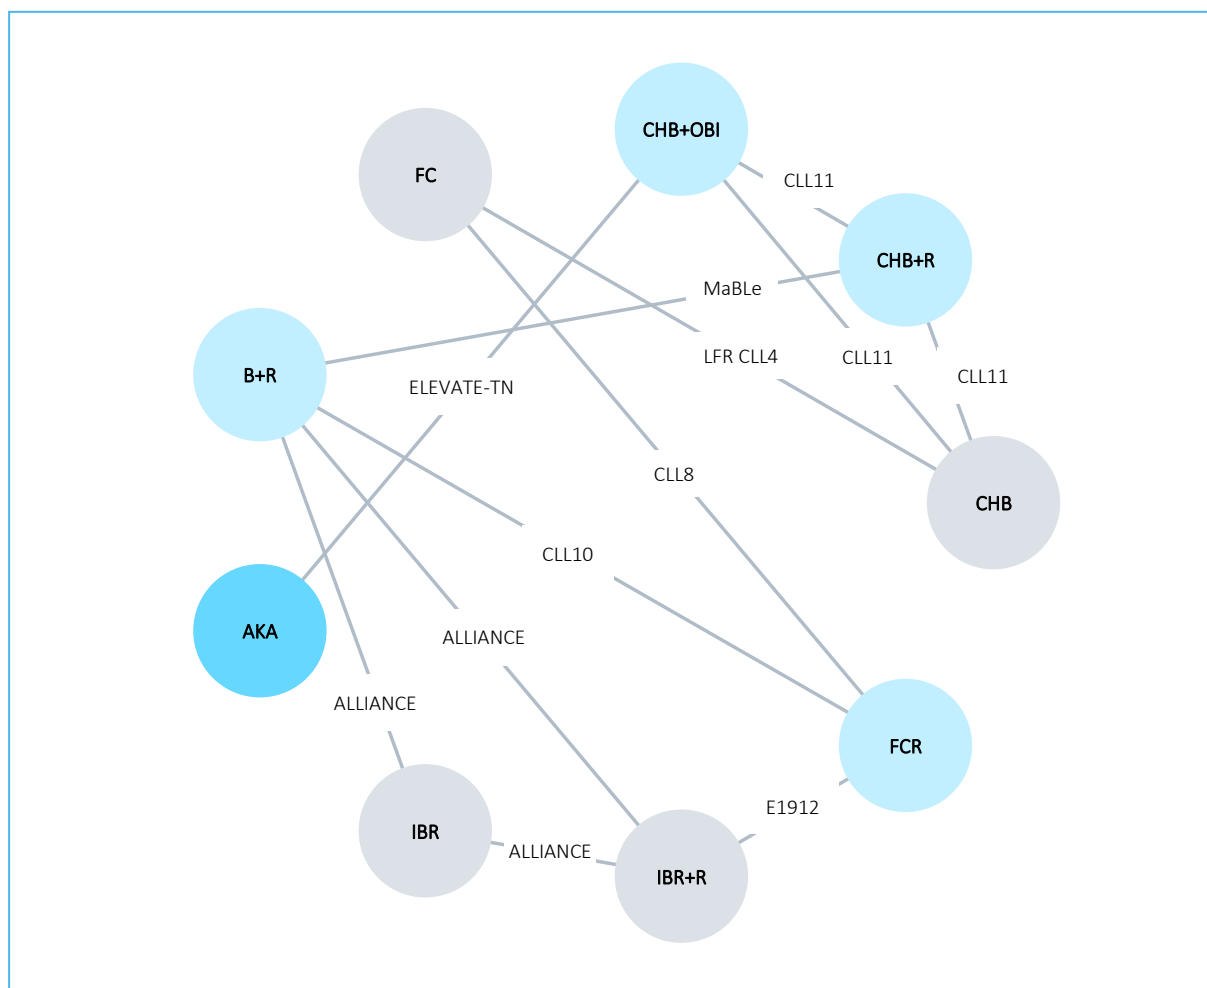 CHB+OBI
FC
CLL11
CHB+R
MaBLe
LFR CLL4
CLL11
B+R
CLL11
ELEVATE-TN
CLL8
CHB
CLL10
AKA
ALLIANCE
ALLIANCE
FCR
E1912
IBR
ALLIANCE
IBR+R